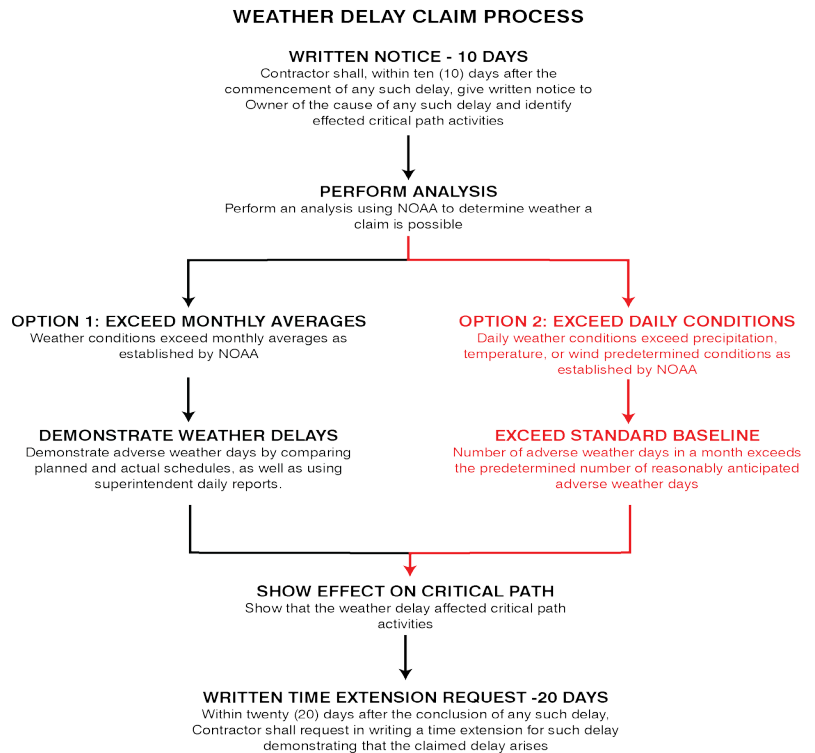 WEATHER DELAY CLAIM PROCESS
WRITTEN NOTICE - 10 DAYS
Contractor shall, within ten (10) days after the
commencement of any such delay, give written notice to
Owner of the cause of any such delay and identify
effected critical path activities
PERFORM ANALYSIS
Perform an analysis using NOAA to determine weather a
claim is possible
OPTION 1: EXCEED MONTHLY AVERAGES
Weather conditions exceed monthly averages as
established by NOAA
OPTION 2: EXCEED DAILY CONDITIONS
Daily weather conditions exceed precipitation,
temperature, or wind predetermined conditions as
established by NOAA
DEMONSTRATE WEATHER DELAYS
Demonstrate adverse weather days by comparing
planned and actual schedules, as well as using
superintendent daily reports.
EXCEED STANDARD BASELINE
Number of adverse weather days in a month exceeds
the predetermined number of reasonably anticipated
adverse weather days
SHOW EFFECT ON CRITICAL PATH
Show that the weather delay affected critical path
activities
WRITTEN TIME EXTENSION REQUEST -20 DAYS
Within twenty (20) days after the conclusion of any such delay,
Contractor shall request in writing a time extension for such delay
demonstrating that the claimed delay arises